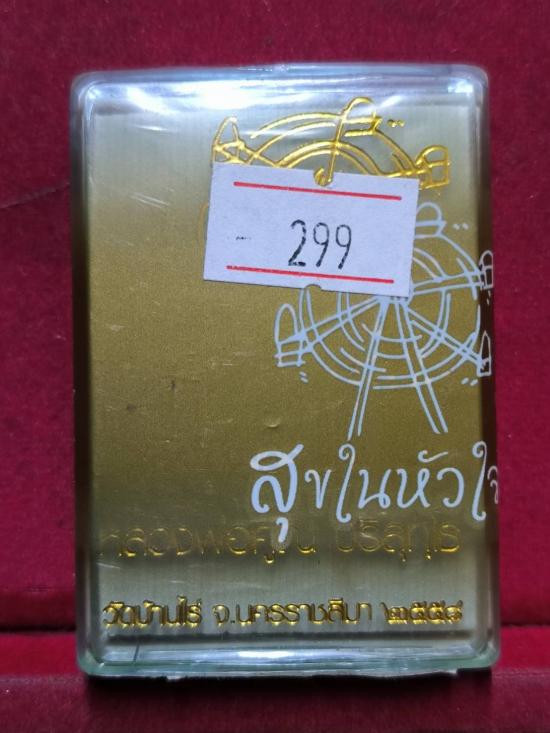 - 299
สุขในหัวใจ
หลวงพ่อคูณ ปริสุทฺโธ
วัดบ้านไร่ จ.นครราชสีมา ๒๕๕๘